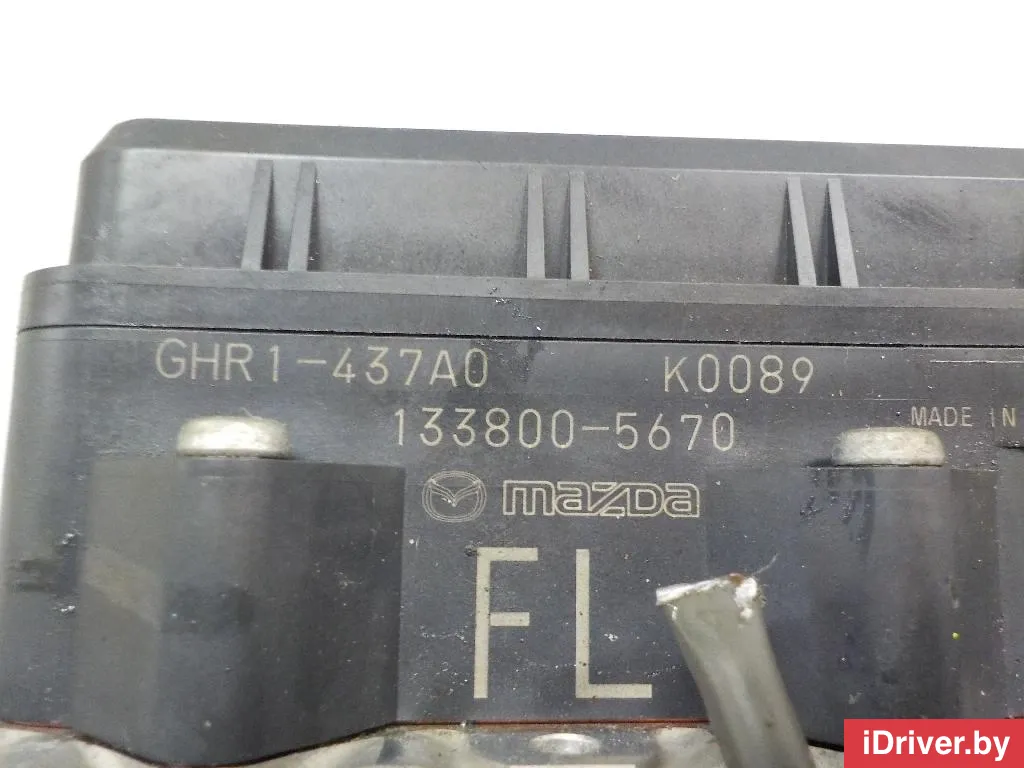 GHR1-437A0 K0089
133800-5670
MADE IN
mazda
FL
iDriver.by